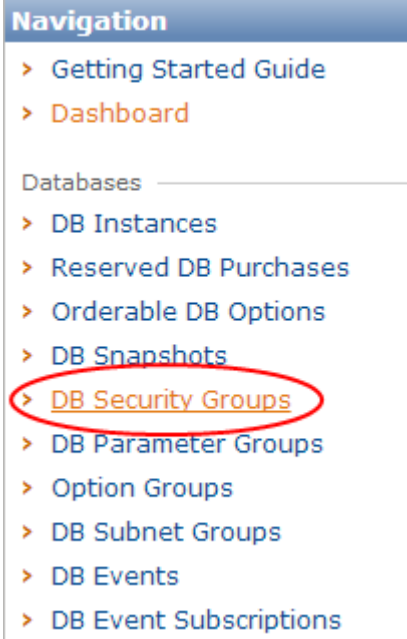 Navigation
> Getting Started Guide
> Dashboard
Databases
> DB Instances
> Reserved DB Purchases
> Orderable DB Options
> DB Snapshots
> DB Security Groups
> DB Parameter Groups
> Option Groups
> DB Subnet Groups
> DB Events
> DB Event Subscriptions